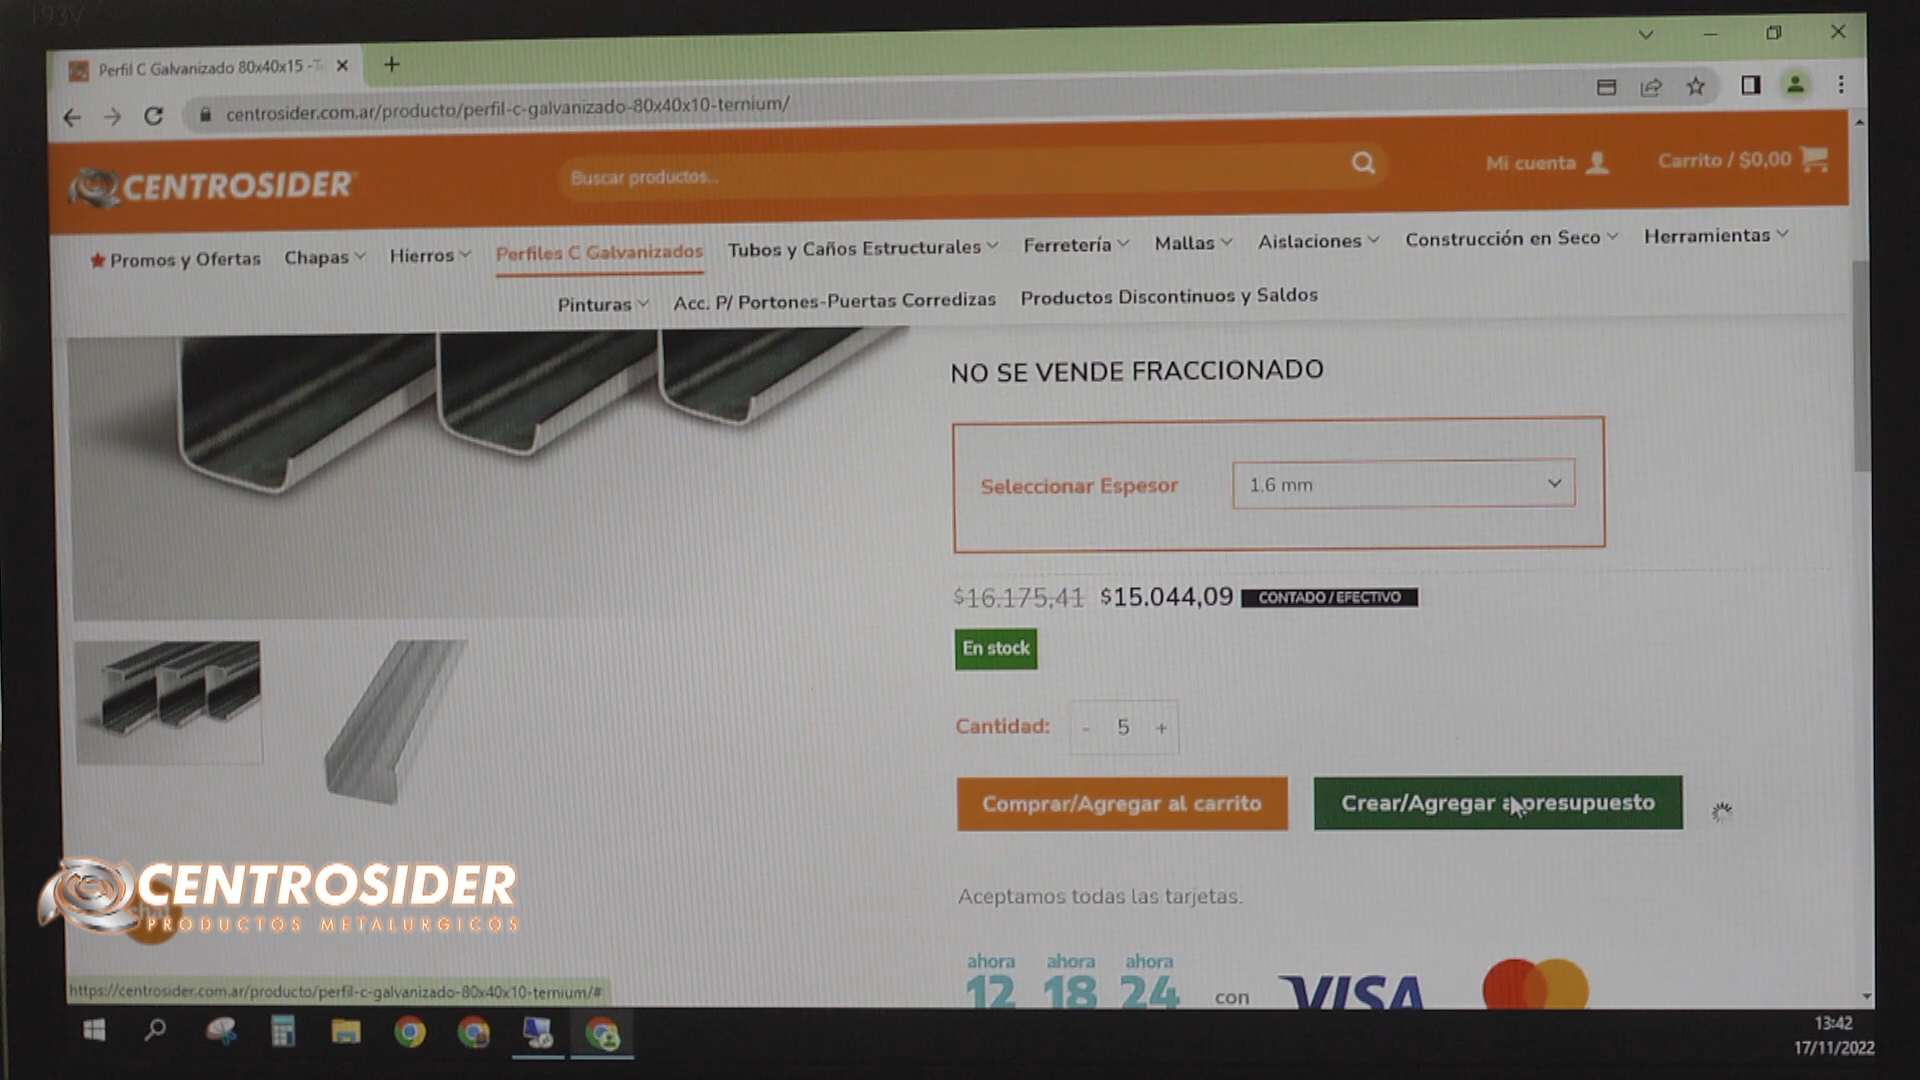 193V
Perfil C Galvanizado 80x40x15 -Te
centrosider.com.ar/producto/perfil-c-galvanizado-80x40x10-ternium/
CENTROSIDER
Buscar productos...
Mi cuenta
Carrito / $0,00
Promos y Ofertas
Chapas
Hierros
Perfiles C Galvanizados
Tubos y Caños Estructurales
Ferretería
Mallas
Aislaciones
Construcción en Seco
Herramientas
Pinturas
Acc. P/ Portones-Puertas Corredizas
Productos Discontinuos y Saldos
NO SE VENDE FRACCIONADO
Seleccionar Espesor
1.6 mm
$16.175,41 $15.044,09 CONTADO / EFECTIVO
En stock
Cantidad: - 5 +
Comprar/Agregar al carrito
Crear/Agregar a presupuesto
Aceptamos todas las tarjetas.
ahora 12
ahora 18
ahora 24
con
VISA
CENTROSIDER
PRODUCTOS METALURGICOS
https://centrosider.com.ar/producto/perfil-c-galvanizado-80x40x10-ternium/#
13:42
17/11/2022